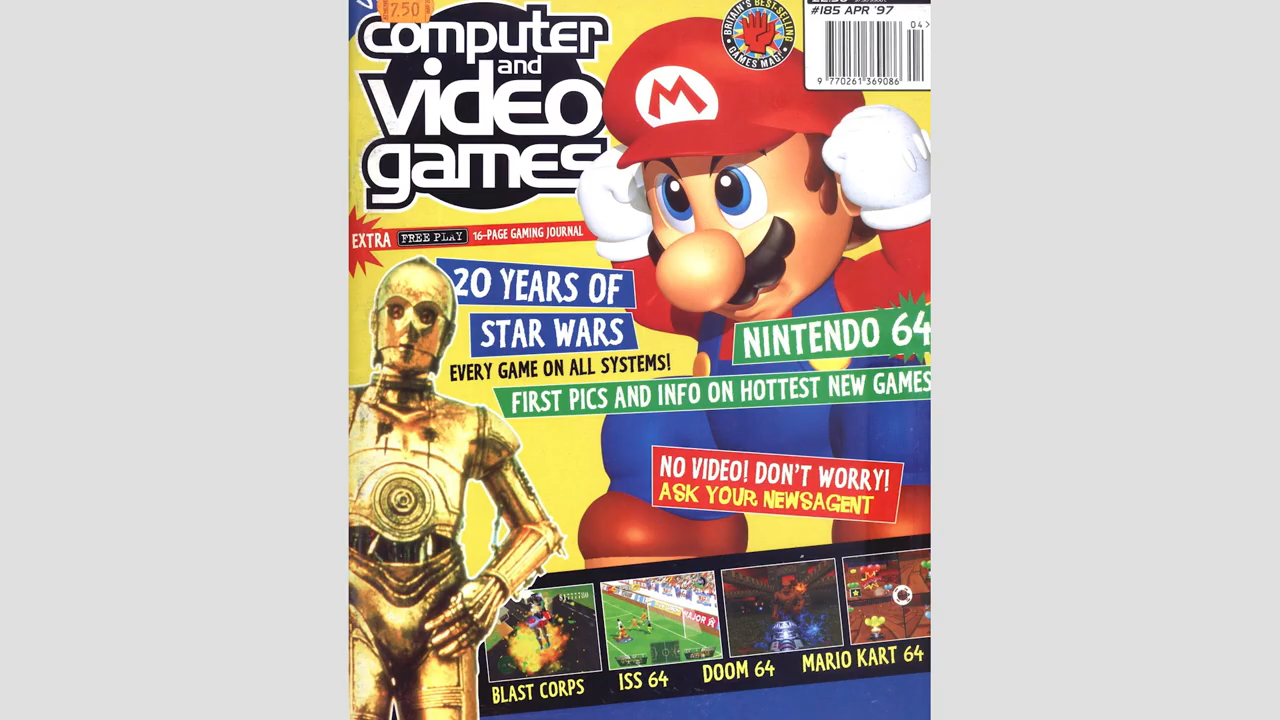 7.50
computer
and
video
games
BRITAIN'S BEST-SELLING
GAMES MAG!
#185 APR '97
04>
9 770261 369086
M
EXTRA FREE PLAY 16-PAGE GAMING JOURNAL
20 YEARS OF
STAR WARS
EVERY GAME ON ALL SYSTEMS!
NINTENDO 64
FIRST PICS AND INFO ON HOTTEST NEW GAMES
NO VIDEO! DON'T WORRY!
ASK YOUR NEWSAGENT
MAJOR A
BLAST CORPS
ISS 64
DOOM 64
MARIO KART 64